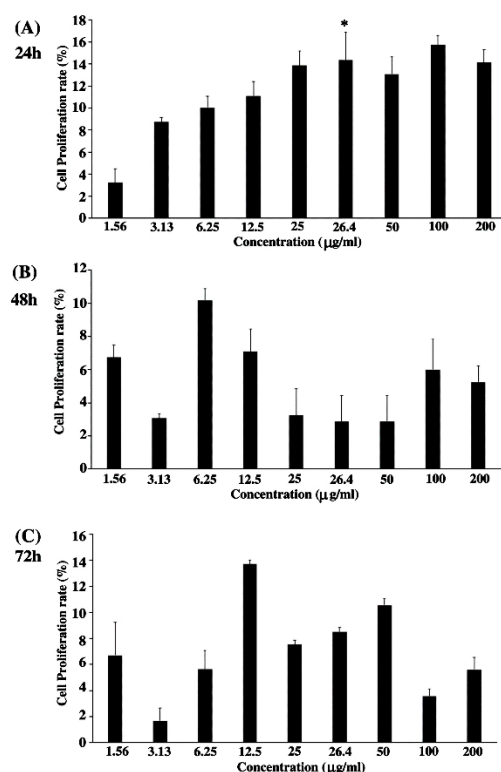 (A)
24h
Cell Proliferation rate (%)
18
16
14
12
10
8
6
4
2
0
*
1.56 3.13 6.25 12.5 25 26.4 50 100 200
Concentration (μg/ml)
(B)
48h
Cell Proliferation rate (%)
12
10
8
6
4
2
0
1.56 3.13 6.25 12.5 25 26.4 50 100 200
Concentration (μg/ml)
(C)
72h
Cell Proliferation rate (%)
16
14
12
10
8
6
4
2
0
1.56 3.13 6.25 12.5 25 26.4 50 100 200
Concentration (μg/ml)